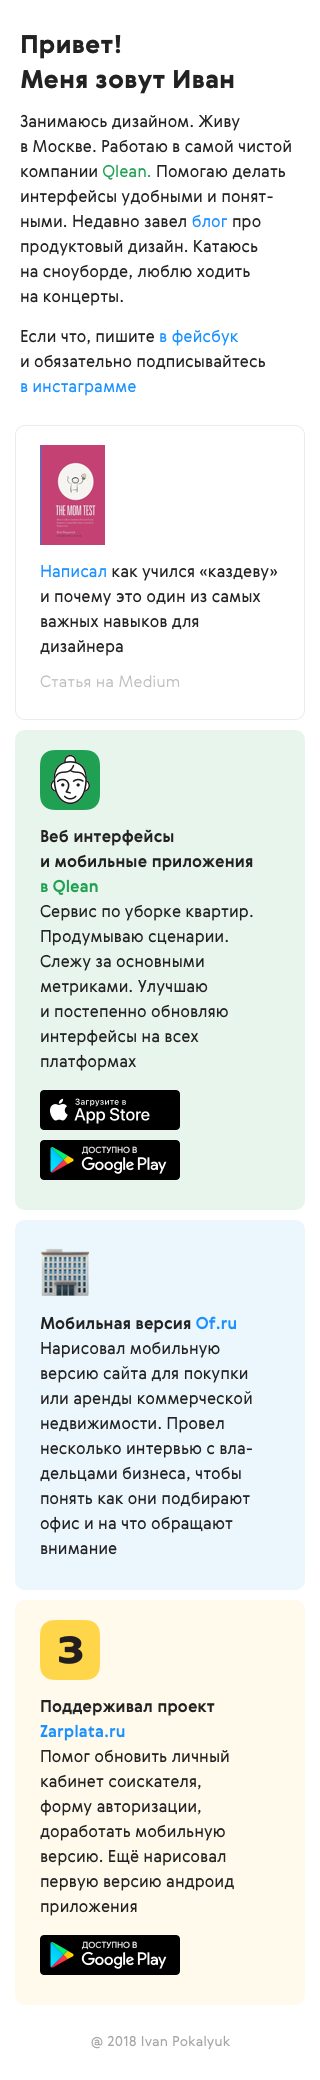 Привет!
Меня зовут Иван
Занимаюсь дизайном. Живу
в Москве. Работаю в самой чистой
компании Qlean. Помогаю делать
интерфейсы удобными и понят-
ными. Недавно завел блог про
продуктовый дизайн. Катаюсь
на сноуборде, люблю ходить
на концерты.
Если что, пишите в фейсбук
и обязательно подписывайтесь
в инстаграмме
THE MOM TEST
Написал как учился «каздеву»
и почему это один из самых
важных навыков для
дизайнера
Статья на Medium
Веб интерфейсы
и мобильные приложения
в Qlean
Сервис по уборке квартир.
Продумываю сценарии.
Слежу за основными
метриками. Улучшаю
и постепенно обновляю
интерфейсы на всех
платформах
Загрузите в
App Store
ДОСТУПНО В
Google Play
Мобильная версия Of.ru
Нарисовал мобильную
версию сайта для покупки
или аренды коммерческой
недвижимости. Провел
несколько интервью с вла-
дельцами бизнеса, чтобы
понять как они подбирают
офис и на что обращают
внимание
З
Поддерживал проект
Zarplata.ru
Помог обновить личный
кабинет соискателя,
форму авторизации,
доработать мобильную
версию. Ещё нарисовал
первую версию андроид
приложения
ДОСТУПНО В
Google Play
@ 2018 Ivan Pokalyuk